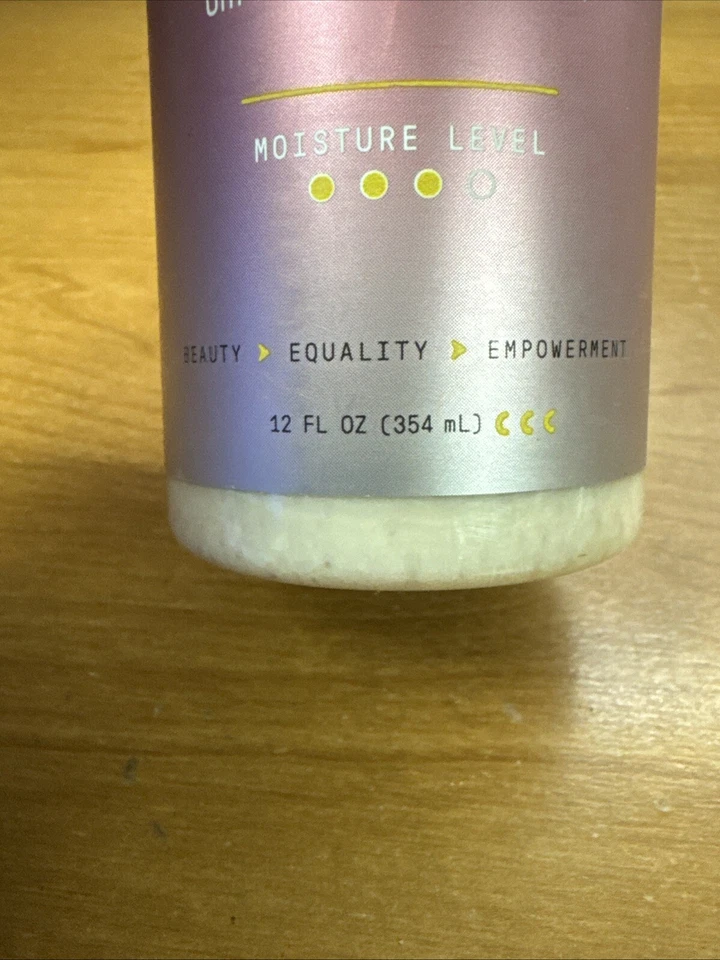 MOISTURE LEVEL
BEAUTY > EQUALITY > EMPOWERMENT
12 FL OZ (354 mL)